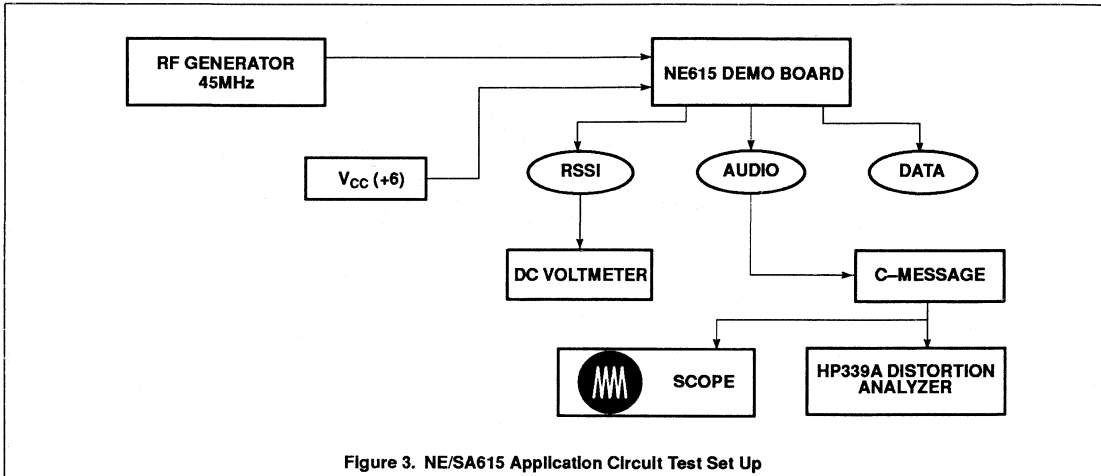 RF GENERATOR
45MHz
NE615 DEMO BOARD
VCC (+6)
RSSI
AUDIO
DATA
DC VOLTMETER
C–MESSAGE
SCOPE
HP339A DISTORTION
ANALYZER
Figure 3. NE/SA615 Application Circuit Test Set Up